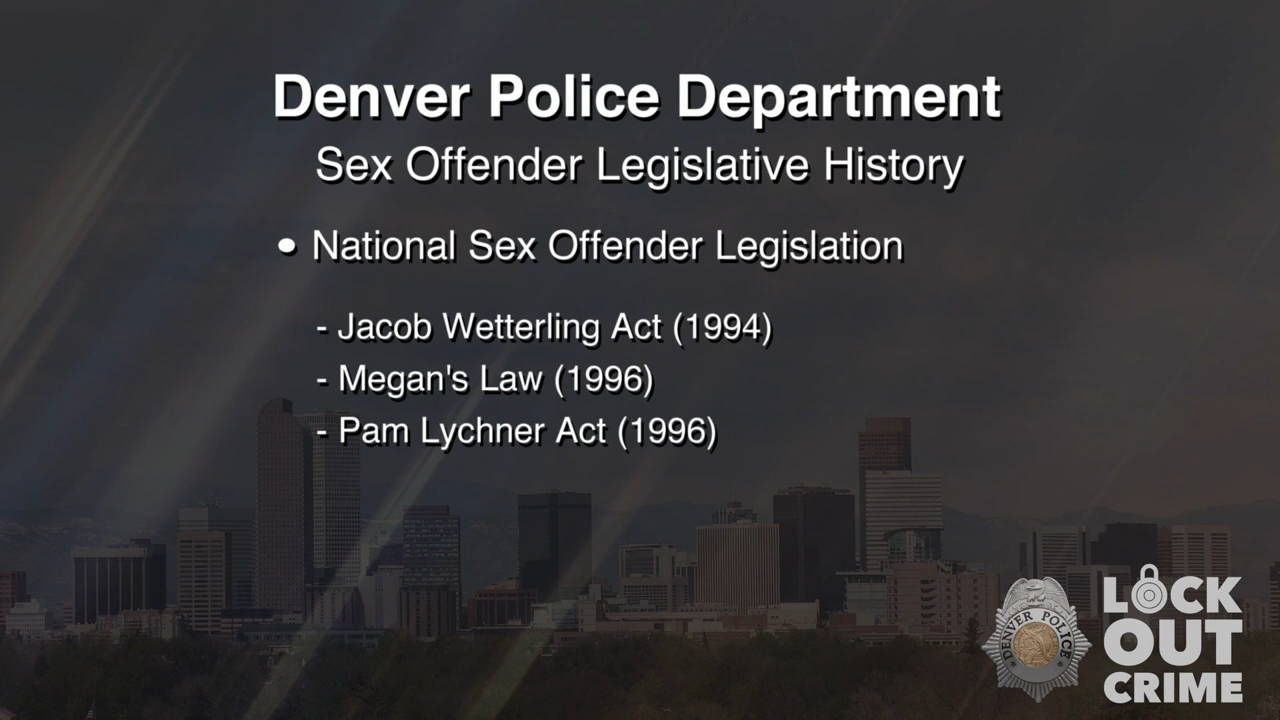 Denver Police Department
Sex Offender Legislative History
• National Sex Offender Legislation
- Jacob Wetterling Act (1994)
- Megan's Law (1996)
- Pam Lychner Act (1996)
DENVER POLICE
LOCK
OUT
CRIME